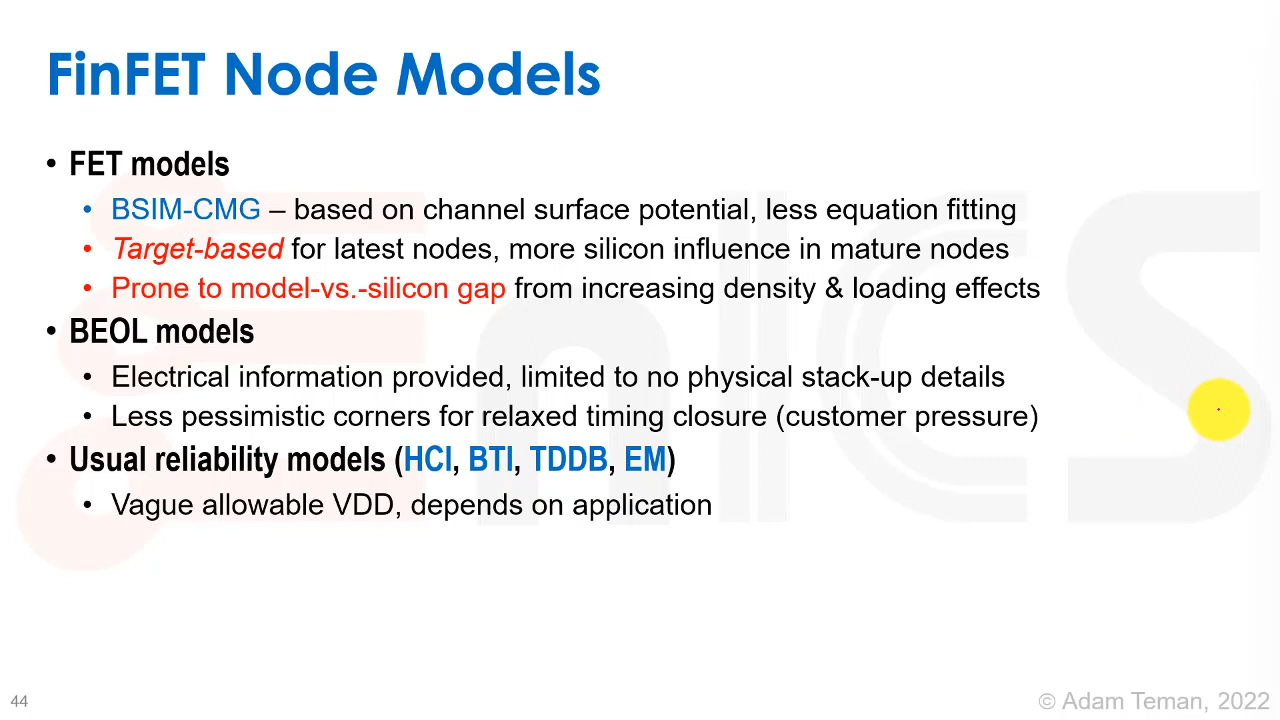 FinFET Node Models
• FET models
• BSIM-CMG – based on channel surface potential, less equation fitting
• Target-based for latest nodes, more silicon influence in mature nodes
• Prone to model-vs.-silicon gap from increasing density & loading effects
• BEOL models
• Electrical information provided, limited to no physical stack-up details
• Less pessimistic corners for relaxed timing closure (customer pressure)
• Usual reliability models (HCI, BTI, TDDB, EM)
• Vague allowable VDD, depends on application
44
© Adam Teman, 2022